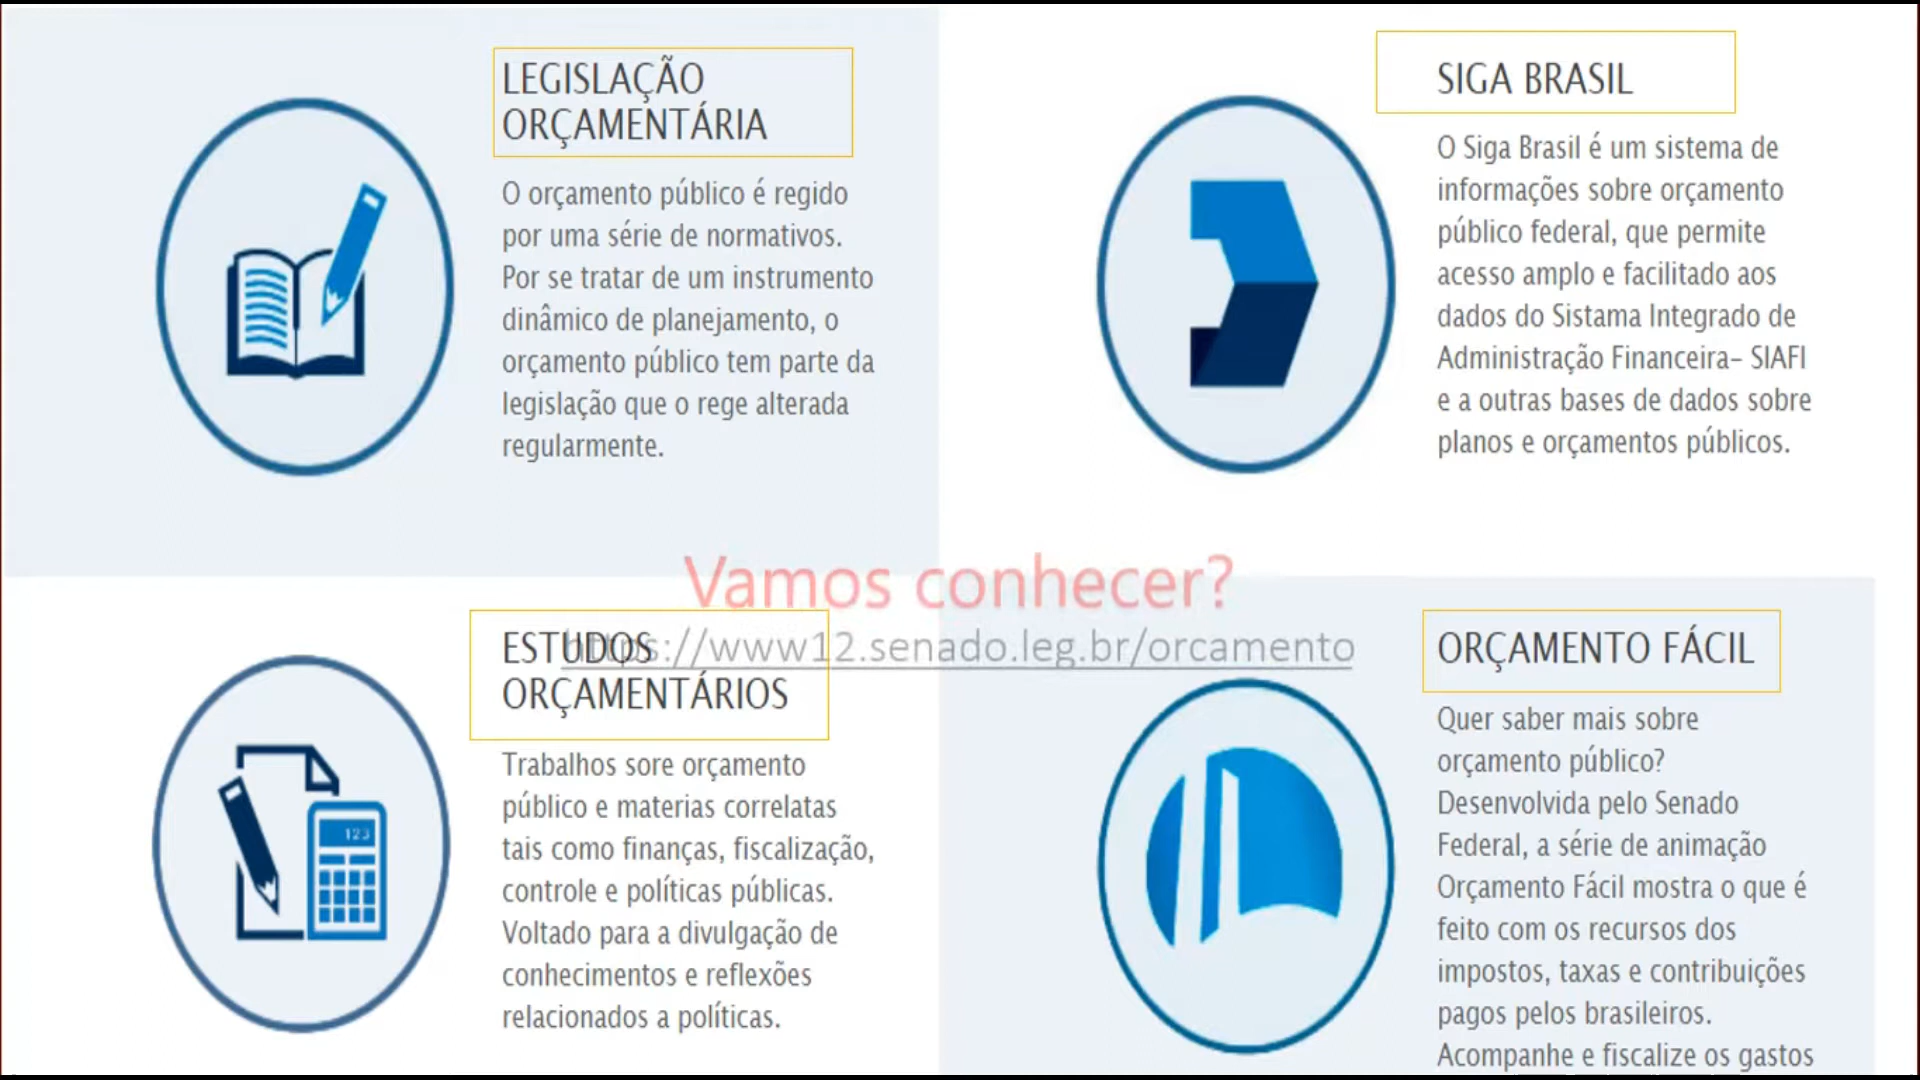 LEGISLAÇÃO
ORÇAMENTÁRIA
O orçamento público é regido
por uma série de normativos.
Por se tratar de um instrumento
dinâmico de planejamento, o
orçamento público tem parte da
legislação que o rege alterada
regularmente.
SIGA BRASIL
O Siga Brasil é um sistema de
informações sobre orçamento
público federal, que permite
acesso amplo e facilitado aos
dados do Sistama Integrado de
Administração Financeira– SIAFI
e a outras bases de dados sobre
planos e orçamentos públicos.
Vamos conhecer?
https://www12.senado.leg.br/orcamento
ESTUDOS
ORÇAMENTÁRIOS
Trabalhos sore orçamento
público e materias correlatas
tais como finanças, fiscalização,
controle e políticas públicas.
Voltado para a divulgação de
conhecimentos e reflexões
relacionados a políticas.
123
ORÇAMENTO FÁCIL
Quer saber mais sobre
orçamento público?
Desenvolvida pelo Senado
Federal, a série de animação
Orçamento Fácil mostra o que é
feito com os recursos dos
impostos, taxas e contribuições
pagos pelos brasileiros.
Acompanhe e fiscalize os gastos